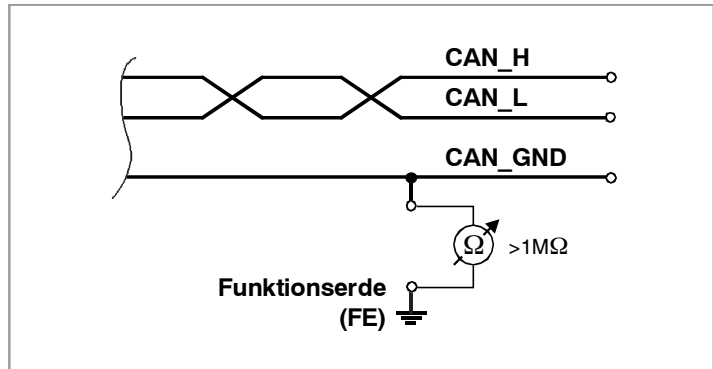 CAN_H
CAN_L
CAN_GND
Ω >1MΩ
Funktionserde
(FE)